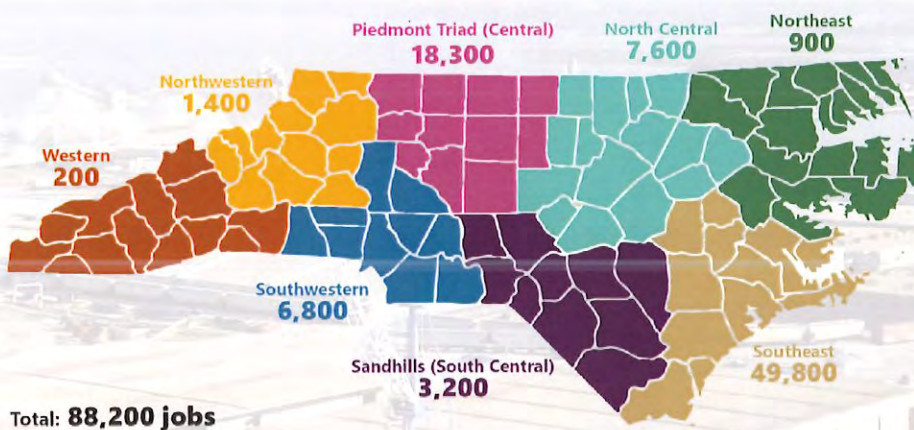 Piedmont Triad (Central)
18,300
North Central
7,600
Northeast
900
Northwestern
1,400
Western
200
Southwestern
6,800
Sandhills (South Central)
3,200
Southeast
49,800
Total: 88,200 jobs